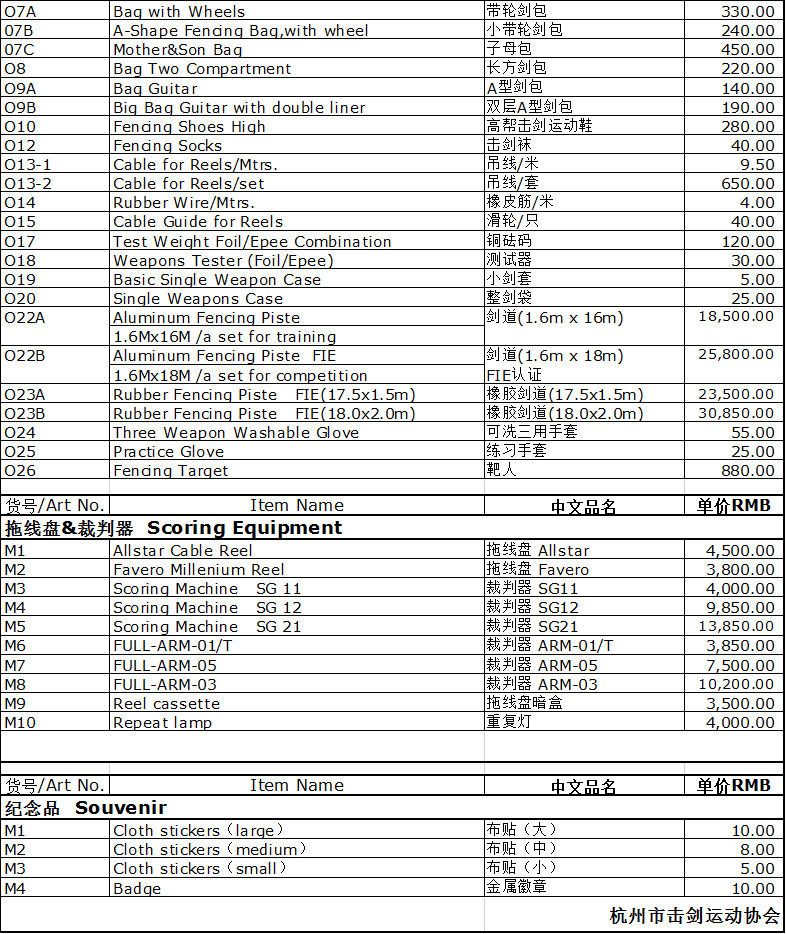 O7A Bag with Wheels 带轮剑包 330.00
07B A-Shape Fencing Bag,with wheel 小带轮剑包 240.00
07C Mother&Son Bag 子母包 450.00
O8 Bag Two Compartment 长方剑包 220.00
O9A Bag Guitar A型剑包 140.00
O9B Big Bag Guitar with double liner 双层A型剑包 190.00
O10 Fencing Shoes High 高帮击剑运动鞋 280.00
O12 Fencing Socks 击剑袜 40.00
O13-1 Cable for Reels/Mtrs. 吊线/米 9.50
O13-2 Cable for Reels/set 吊线/套 650.00
O14 Rubber Wire/Mtrs. 橡皮筋/米 4.00
O15 Cable Guide for Reels 滑轮/只 40.00
O17 Test Weight Foil/Epee Combination 铜砝码 120.00
O18 Weapons Tester (Foil/Epee) 测试器 30.00
O19 Basic Single Weapon Case 小剑套 5.00
O20 Single Weapons Case 整剑袋 25.00
O22A Aluminum Fencing Piste 剑道(1.6m x 16m) 18,500.00
1.6Mx16M /a set for training
O22B Aluminum Fencing Piste FIE 剑道(1.6m x 18m) 25,800.00
1.6Mx18M /a set for competition FIE认证
O23A Rubber Fencing Piste FIE(17.5x1.5m) 橡胶剑道(17.5x1.5m) 23,500.00
O23B Rubber Fencing Piste FIE(18.0x2.0m) 橡胶剑道(18.0x2.0m) 30,850.00
O24 Three Weapon Washable Glove 可洗三用手套 55.00
O25 Practice Glove 练习手套 25.00
O26 Fencing Target 靶人 880.00
货号/Art No. Item Name 中文品名 单价RMB
拖线盘&裁判器 Scoring Equipment
M1 Allstar Cable Reel 拖线盘 Allstar 4,500.00
M2 Favero Millenium Reel 拖线盘 Favero 3,800.00
M3 Scoring Machine SG 11 裁判器 SG11 4,000.00
M4 Scoring Machine SG 12 裁判器 SG12 9,850.00
M5 Scoring Machine SG 21 裁判器 SG21 13,850.00
M6 FULL-ARM-01/T 裁判器 ARM-01/T 3,850.00
M7 FULL-ARM-05 裁判器 ARM-05 7,500.00
M8 FULL-ARM-03 裁判器 ARM-03 10,200.00
M9 Reel cassette 拖线盘暗盒 3,500.00
M10 Repeat lamp 重复灯 4,000.00
货号/Art No. Item Name 中文品名 单价RMB
纪念品 Souvenir
M1 Cloth stickers（large） 布贴（大） 10.00
M2 Cloth stickers（medium） 布贴（中） 8.00
M3 Cloth stickers（small） 布贴（小） 5.00
M4 Badge 金属徽章 10.00
杭州市击剑运动协会